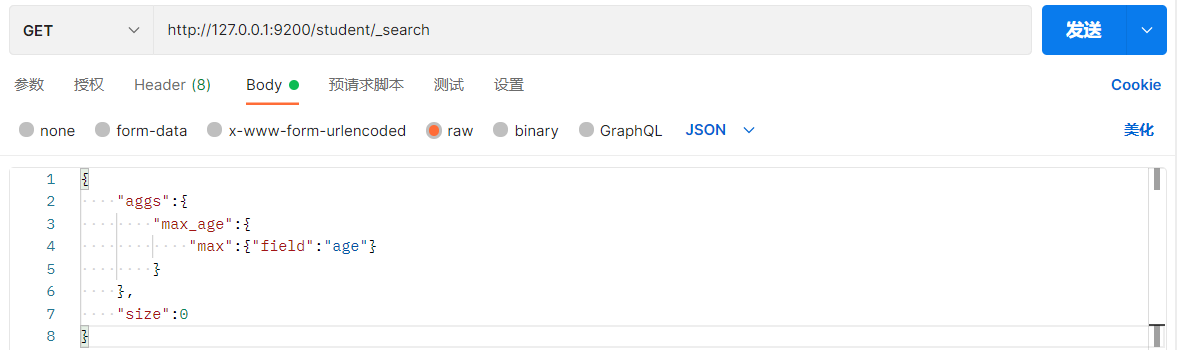 GET http://127.0.0.1:9200/student/_search 发送
参数 授权 Header (8) Body 预请求脚本 测试 设置 Cookie
none form-data x-www-form-urlencoded raw binary GraphQL JSON 美化
1 {
2     "aggs":{
3         "max_age":{
4             "max":{"field":"age"}
5         }
6     },
7     "size":0
8 }